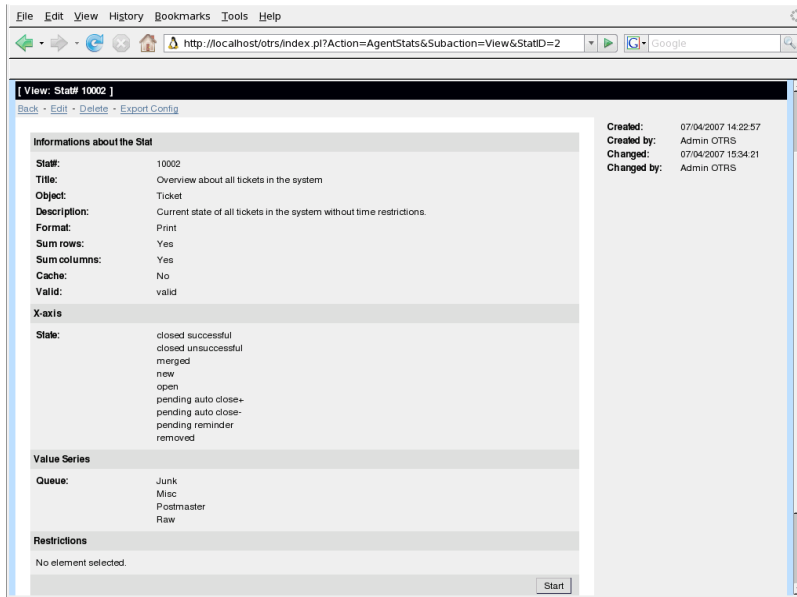 File Edit View History Bookmarks Tools Help
http://localhost/otrs/index.pl?Action=AgentStats&Subaction=View&StatID=2
G Google
[ View: Stat# 10002 ]
Back - Edit - Delete - Export Config
Informations about the Stat
Stat#: 10002
Title: Overview about all tickets in the system
Object: Ticket
Description: Current state of all tickets in the system without time restrictions.
Format: Print
Sum rows: Yes
Sum columns: Yes
Cache: No
Valid: valid
X-axis
State: closed successful
closed unsuccessful
merged
new
open
pending auto close+
pending auto close-
pending reminder
removed
Value Series
Queue: Junk
Misc
Postmaster
Raw
Restrictions
No element selected.
Start
Created: 07/04/2007 14:22:57
Created by: Admin OTRS
Changed: 07/04/2007 15:34:21
Changed by: Admin OTRS